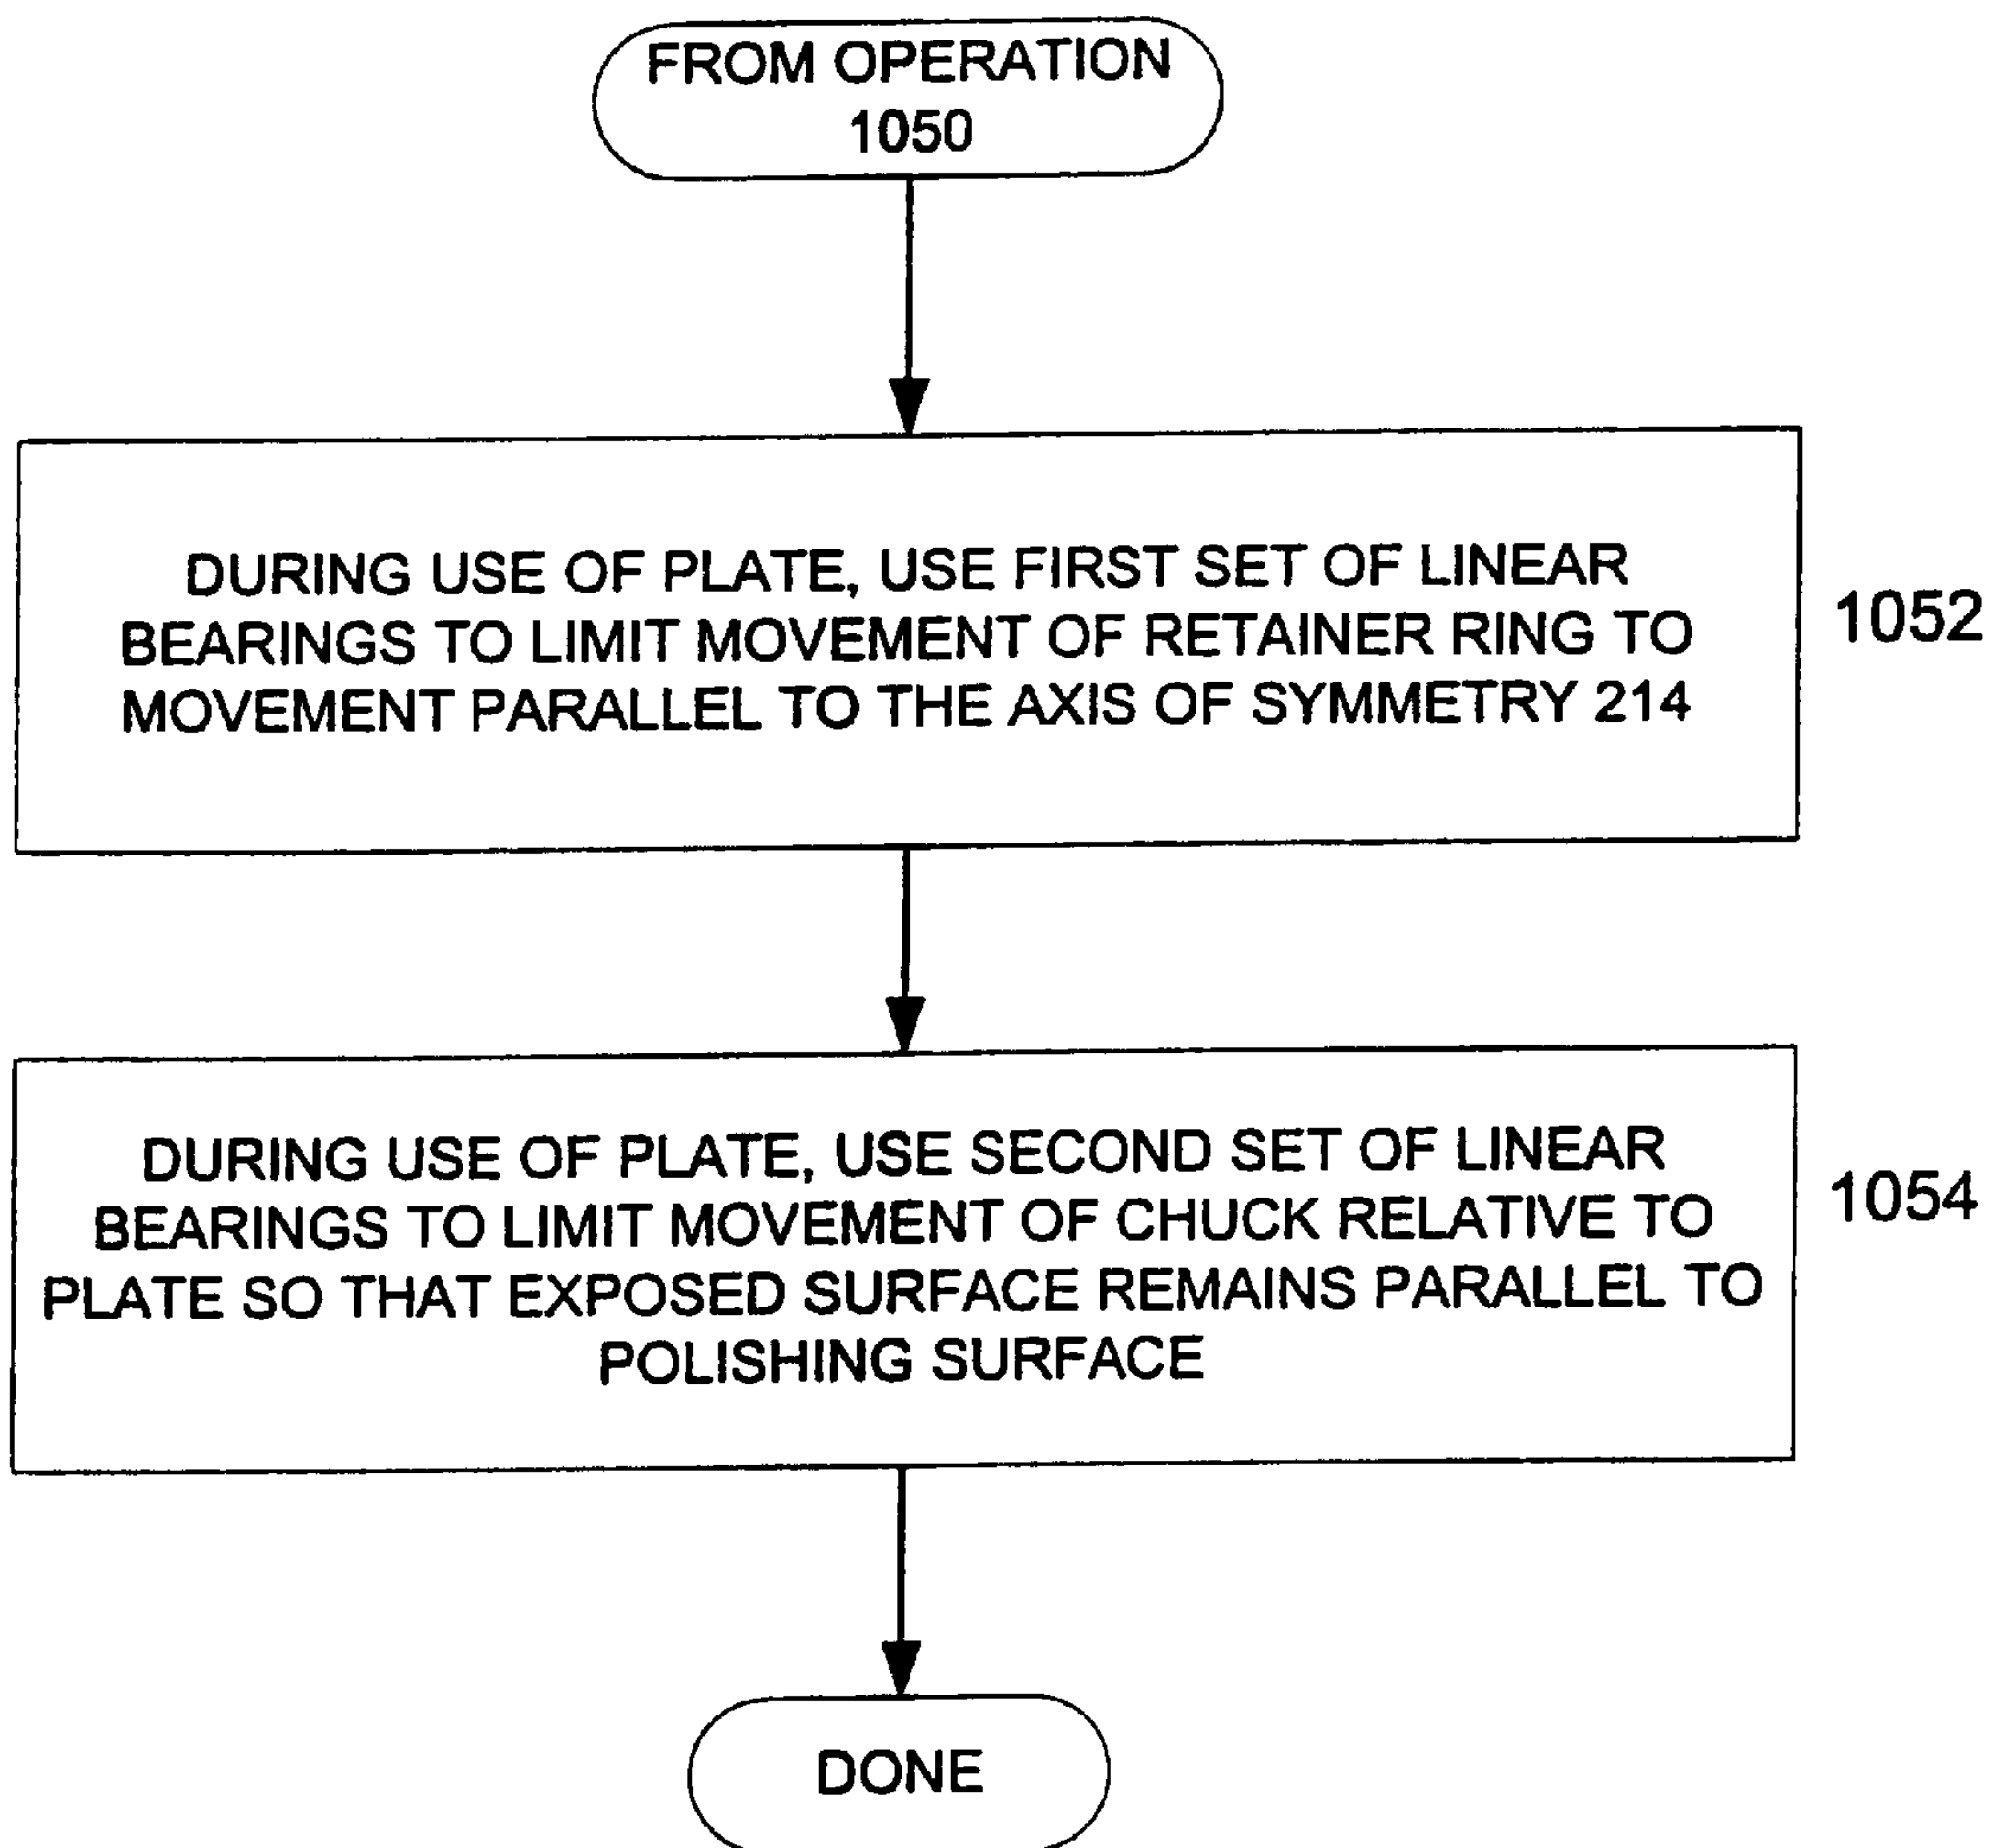 FROM OPERATION
1050
DURING USE OF PLATE, USE FIRST SET OF LINEAR
BEARINGS TO LIMIT MOVEMENT OF RETAINER RING TO
MOVEMENT PARALLEL TO THE AXIS OF SYMMETRY 214
1052
DURING USE OF PLATE, USE SECOND SET OF LINEAR
BEARINGS TO LIMIT MOVEMENT OF CHUCK RELATIVE TO
PLATE SO THAT EXPOSED SURFACE REMAINS PARALLEL TO
POLISHING SURFACE
1054
DONE